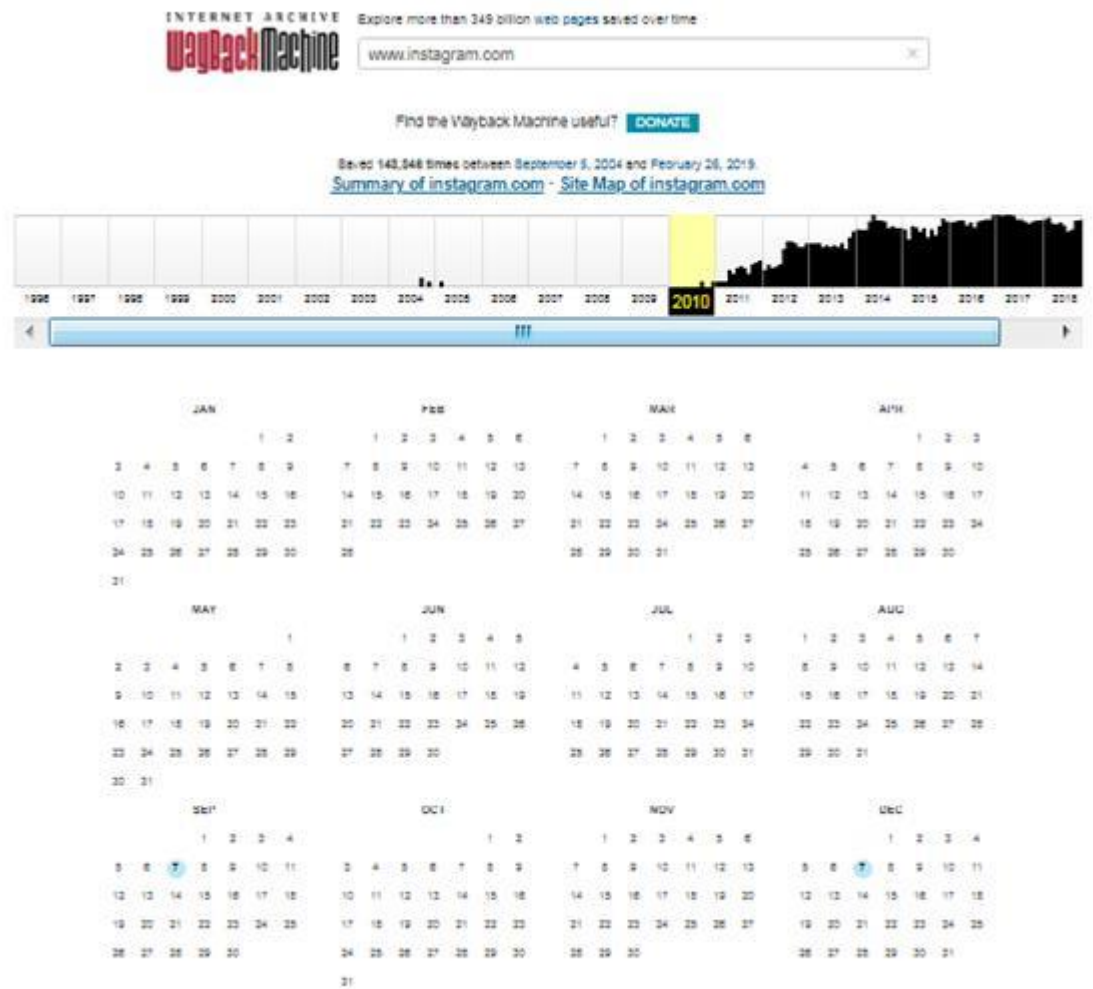 INTERNET ARCHIVE
WayBackMachine
Explore more than 349 billion web pages saved over time
www.instagram.com ×
Find the Wayback Machine useful? DONATE
Saved 148,846 times between September 5, 2004 and February 26, 2019.
Summary of instagram.com - Site Map of instagram.com
1996 1997 1998 1999 2000 2001 2002 2003 2004 2005 2006 2007 2008 2009 2010 2011 2012 2013 2014 2015 2016 2017 2018
JAN FEB MAR APR
1 2 1 2 3 4 5 6 1 2 3 4 5 6 1 2 3
3 4 5 6 7 8 9 7 8 9 10 11 12 13 7 8 9 10 11 12 13 4 5 6 7 8 9 10
10 11 12 13 14 15 16 14 15 16 17 18 19 20 14 15 16 17 18 19 20 11 12 13 14 15 16 17
17 18 19 20 21 22 23 21 22 23 24 25 26 27 21 22 23 24 25 26 27 18 19 20 21 22 23 24
24 25 26 27 28 29 30 28 28 29 30 31 25 26 27 28 29 30
31
MAY JUN JUL AUG
1 1 2 3 4 5 1 2 3 1 2 3 4 5 6 7
2 3 4 5 6 7 8 6 7 8 9 10 11 12 4 5 6 7 8 9 10 8 9 10 11 12 13 14
9 10 11 12 13 14 15 13 14 15 16 17 18 19 11 12 13 14 15 16 17 15 16 17 18 19 20 21
16 17 18 19 20 21 22 20 21 22 23 24 25 26 18 19 20 21 22 23 24 22 23 24 25 26 27 28
23 24 25 26 27 28 29 27 28 29 30 25 26 27 28 29 30 31 29 30 31
30 31
SEP OCT NOV DEC
1 2 3 4 1 2 1 2 3 4 5 6 1 2 3 4
5 6 7 8 9 10 11 3 4 5 6 7 8 9 7 8 9 10 11 12 13 5 6 7 8 9 10 11
12 13 14 15 16 17 18 10 11 12 13 14 15 16 14 15 16 17 18 19 20 12 13 14 15 16 17 18
19 20 21 22 23 24 25 17 18 19 20 21 22 23 21 22 23 24 25 26 27 19 20 21 22 23 24 25
26 27 28 29 30 24 25 26 27 28 29 30 28 29 30 26 27 28 29 30 31
31